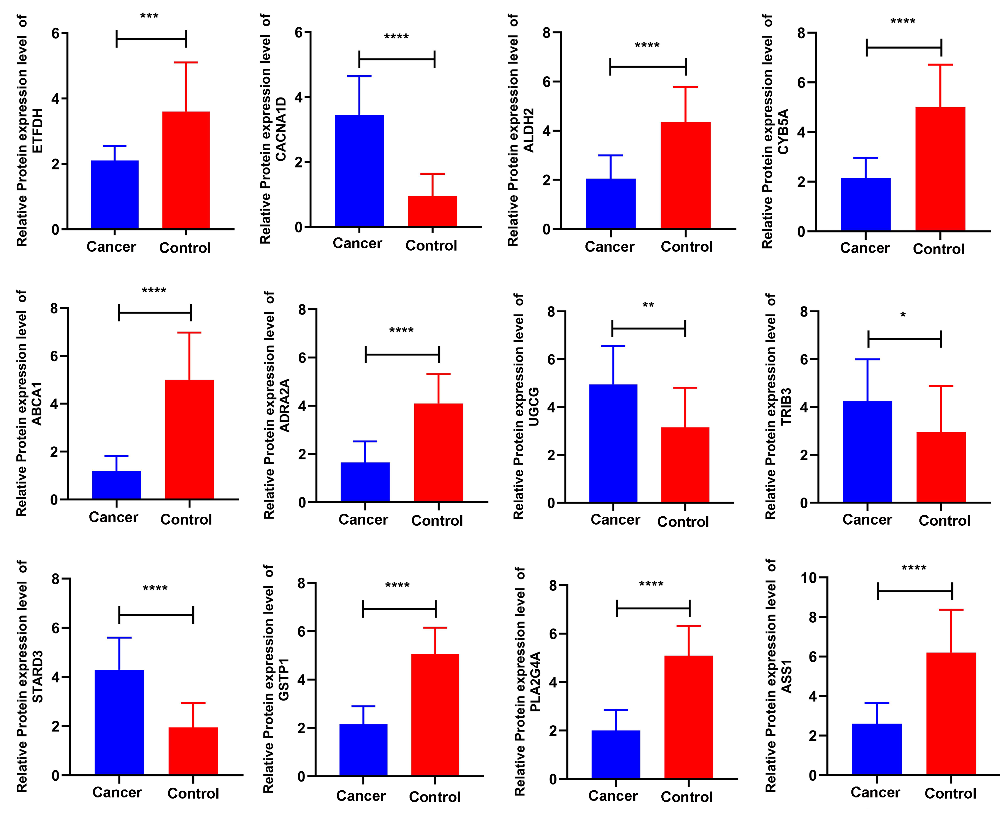 Relative Protein expression level of
ETFDH
***
6
4
2
0
Cancer Control
Relative Protein expression level of
CACNA1D
****
6
4
2
0
Cancer Control
Relative Protein expression level of
ALDH2
****
8
6
4
2
0
Cancer Control
Relative Protein expression level of
CYB5A
****
8
6
4
2
0
Cancer Control
Relative Protein expression level of
ABCA1
****
8
6
4
2
0
Cancer Control
Relative Protein expression level of
ADRA2A
****
8
6
4
2
0
Cancer Control
Relative Protein expression level of
UGCG
**
8
6
4
2
0
Cancer Control
Relative Protein expression level of
TRIB3
*
8
6
4
2
0
Cancer Control
Relative Protein expression level of
STARD3
****
8
6
4
2
0
Cancer Control
Relative Protein expression level of
GSTP1
****
8
6
4
2
0
Cancer Control
Relative Protein expression level of
PLA2G4A
****
8
6
4
2
0
Cancer Control
Relative Protein expression level of
ASS1
****
10
8
6
4
2
0
Cancer Control